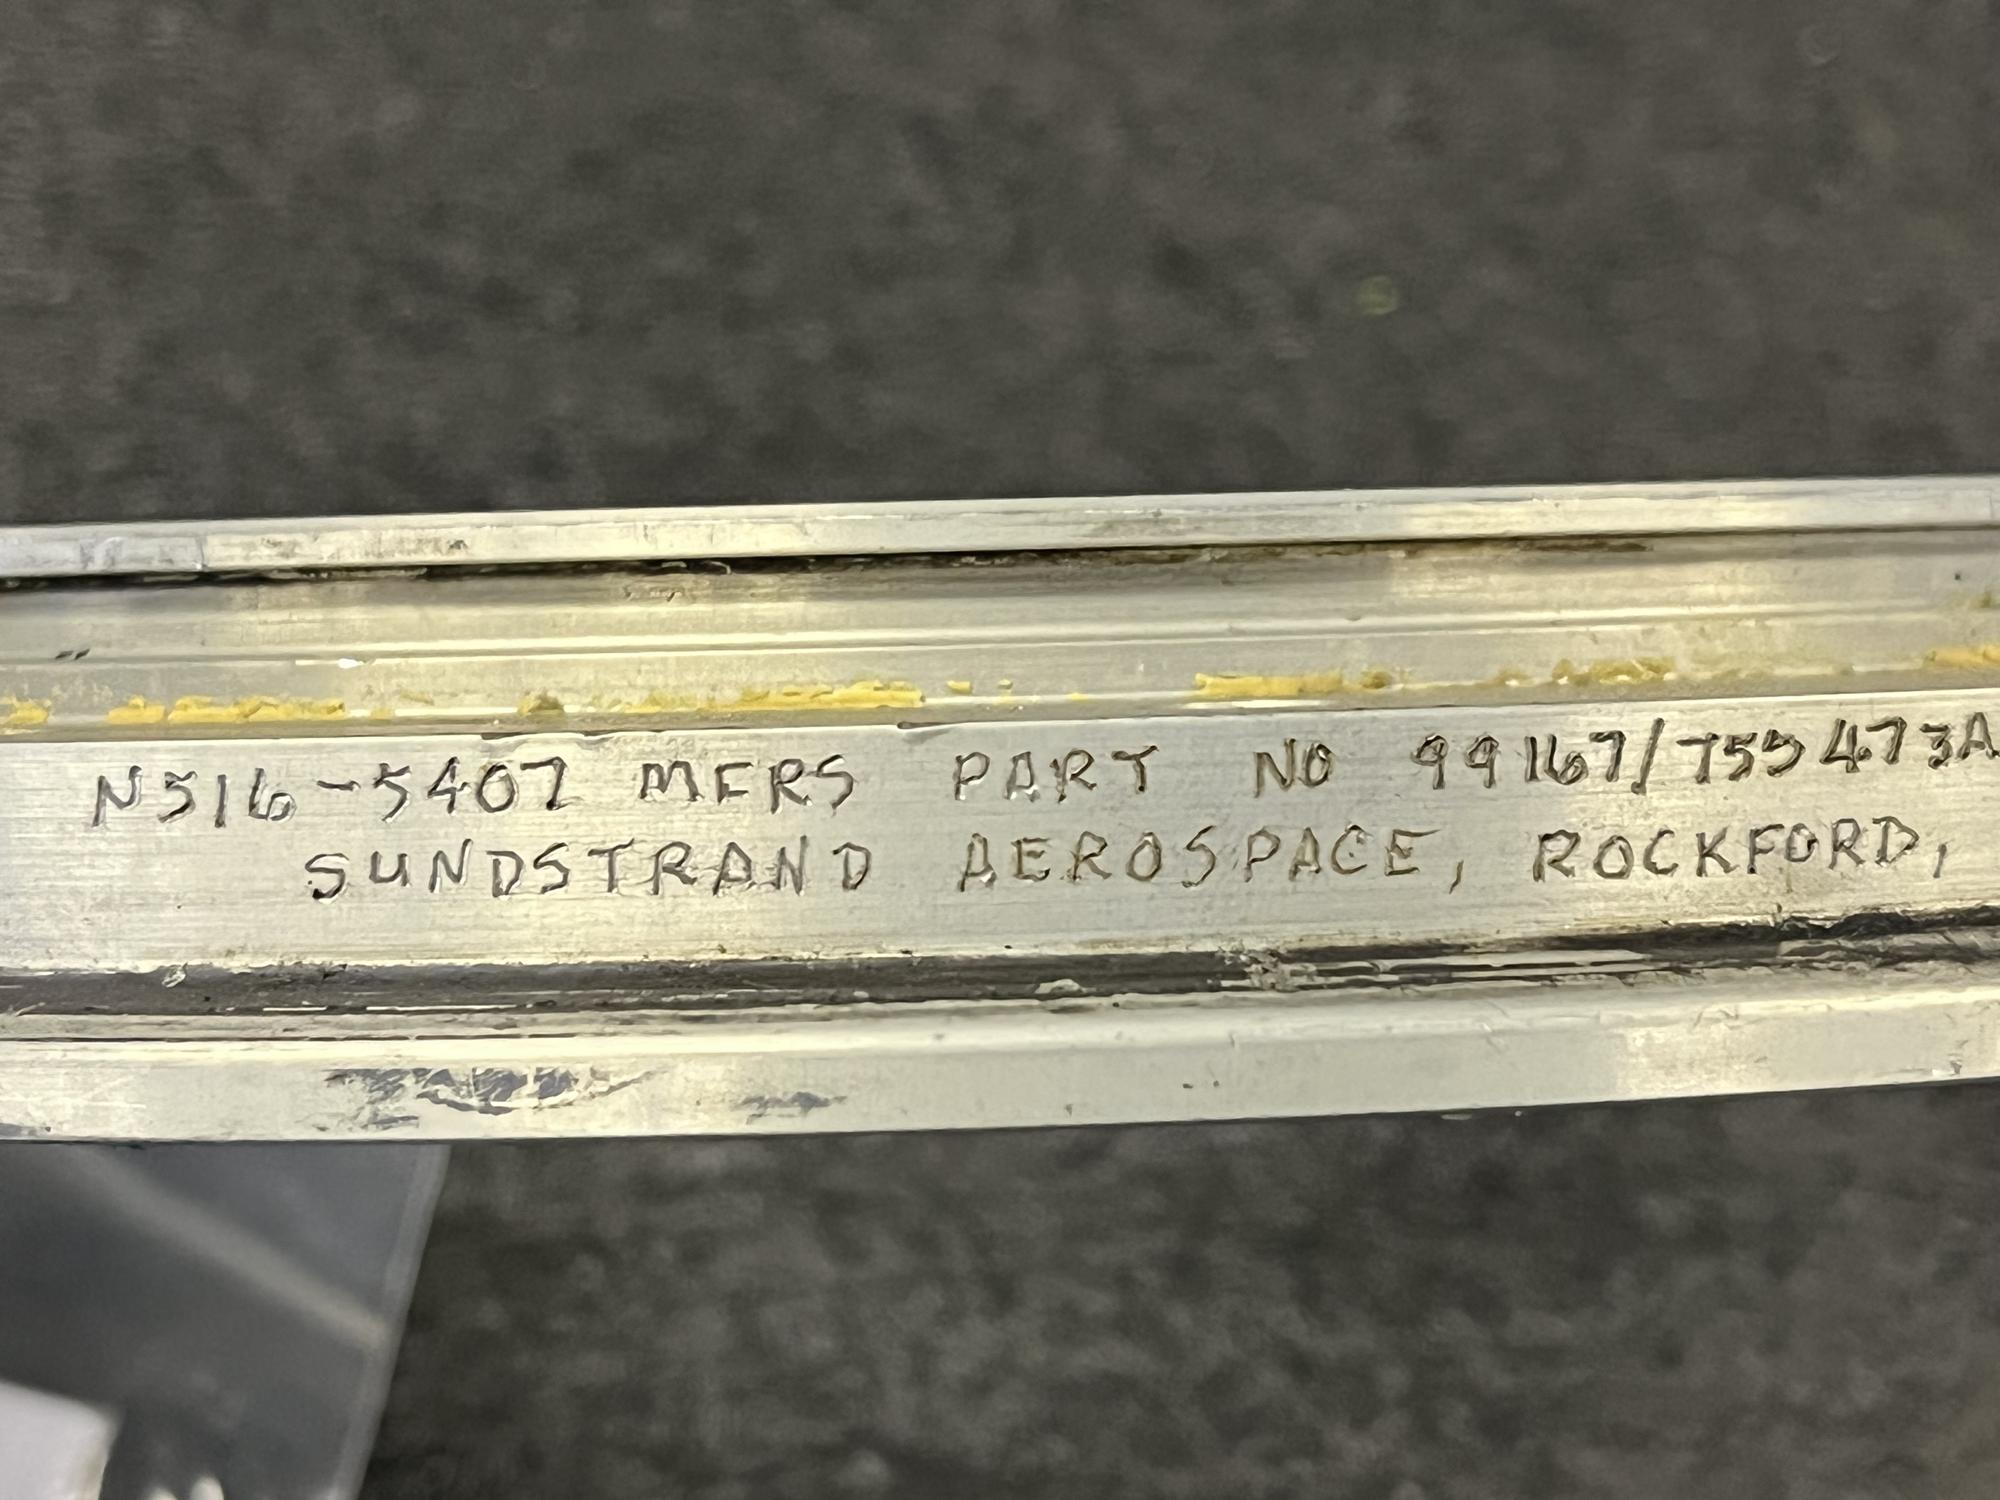 N516-5407 MFRS PART NO 99167/755473A
SUNDSTRAND AEROSPACE, ROCKFORD,